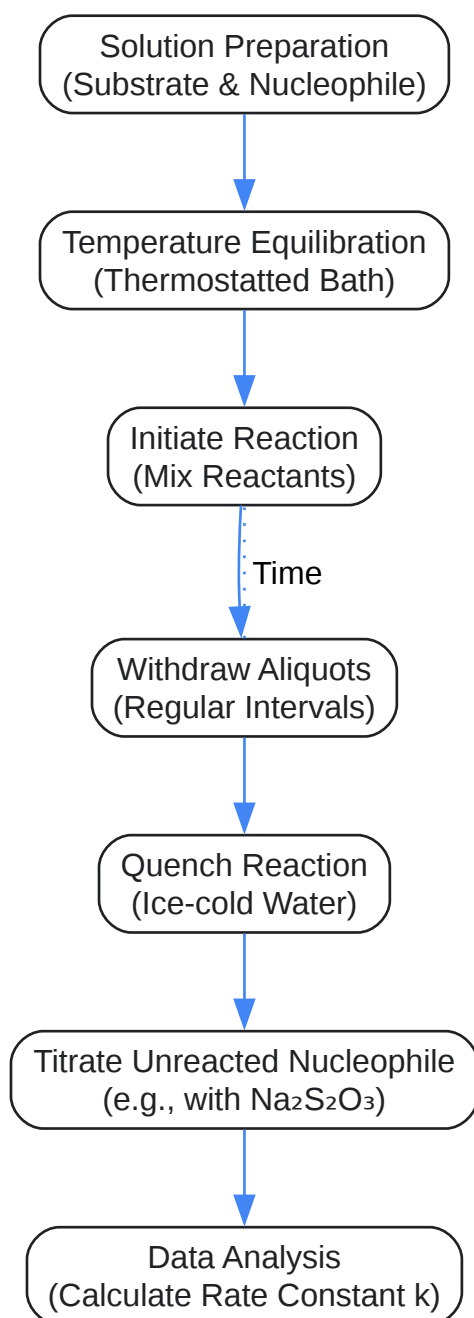 Solution Preparation
(Substrate & Nucleophile)
Temperature Equilibration
(Thermostatted Bath)
Initiate Reaction
(Mix Reactants)
Time
Withdraw Aliquots
(Regular Intervals)
Quench Reaction
(Ice-cold Water)
Titrate Unreacted Nucleophile
(e.g., with Na₂S₂O₃)
Data Analysis
(Calculate Rate Constant k)